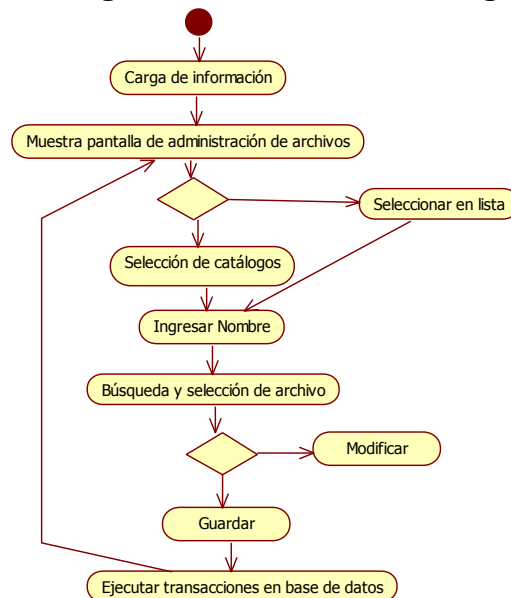 Carga de información
Muestra pantalla de administración de archivos
Seleccionar en lista
Selección de catálogos
Ingresar Nombre
Búsqueda y selección de archivo
Modificar
Guardar
Ejecutar transacciones en base de datos